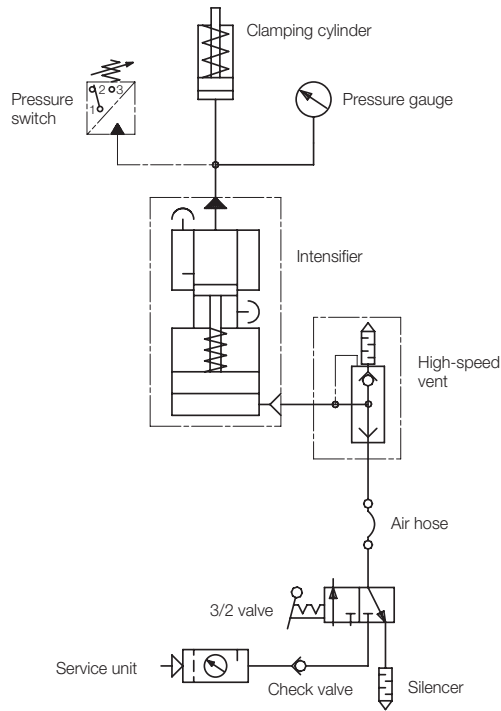 Clamping cylinder
Pressure
switch
2 3
1
Pressure gauge
Intensifier
High-speed
vent
Air hose
3/2 valve
Service unit
Check valve
Silencer